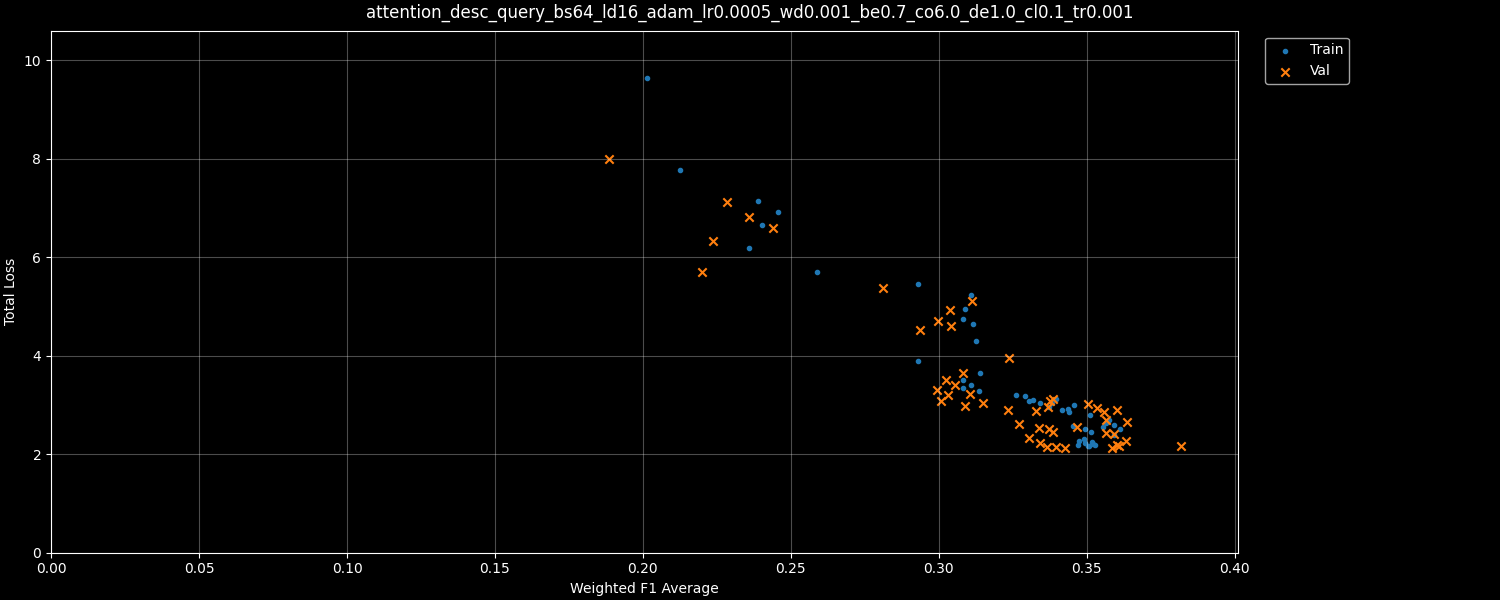 attention_desc_query_bs64_ld16_adam_lr0.0005_wd0.001_be0.7_co6.0_de1.0_cl0.1_tr0.001
Train
Val
10
8
6
4
2
0
Total Loss
0.00 0.05 0.10 0.15 0.20 0.25 0.30 0.35 0.40
Weighted F1 Average